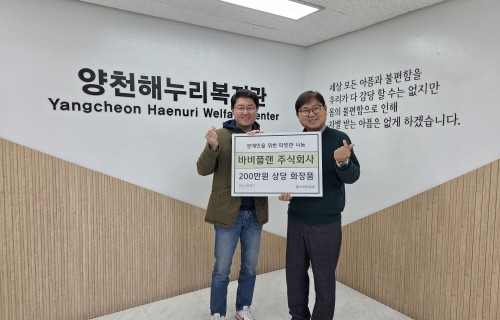 양천해누리복지관
Yangcheon Haenuri Welfare Center
세상 모든 아픔과 불편함을
우리가 다 감당 할 수는 없지만
몸의 불편함으로 인해
차별 받는 아픔은 없게 하겠습니다.
장애인을 위한 따뜻한 나눔
바비플랜 주식회사
200만원 상당 화장품